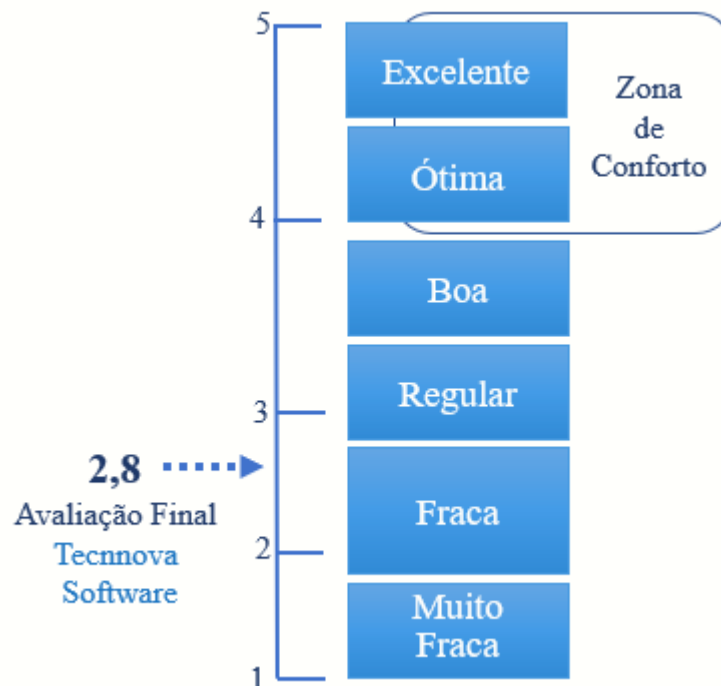 5
Excelente
Zona
de
Conforto
Ótima
4
Boa
Regular
3
2,8
Avaliação Final
Tecnnova
Software
Fraca
2
Muito
Fraca
1